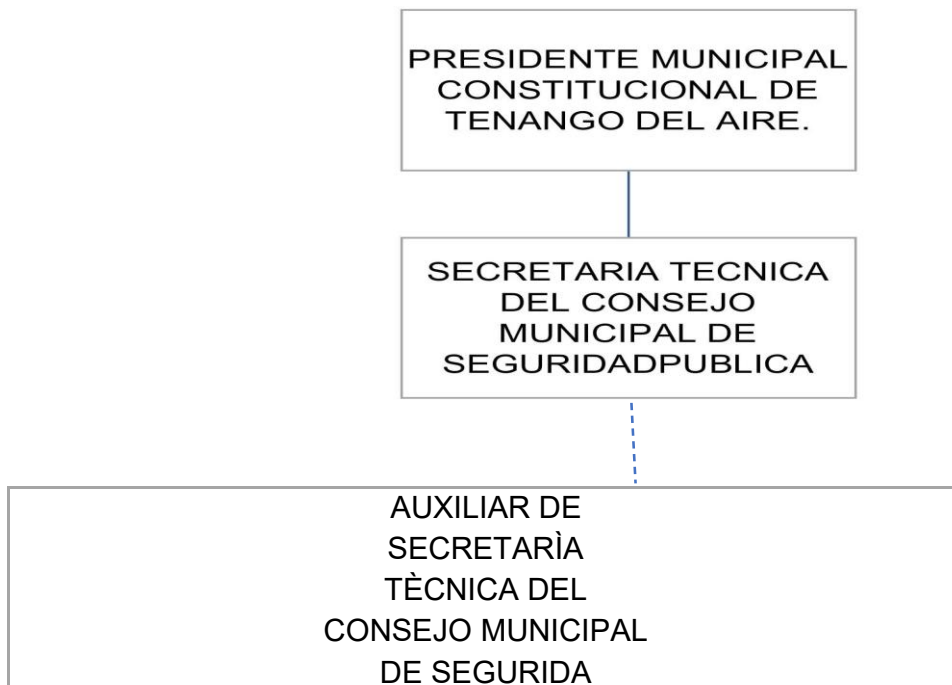 PRESIDENTE MUNICIPAL
CONSTITUCIONAL DE
TENANGO DEL AIRE.
SECRETARIA TECNICA
DEL CONSEJO
MUNICIPAL DE
SEGURIDADPUBLICA
AUXILIAR DE
SECRETARÌA
TÈCNICA DEL
CONSEJO MUNICIPAL
DE SEGURIDA